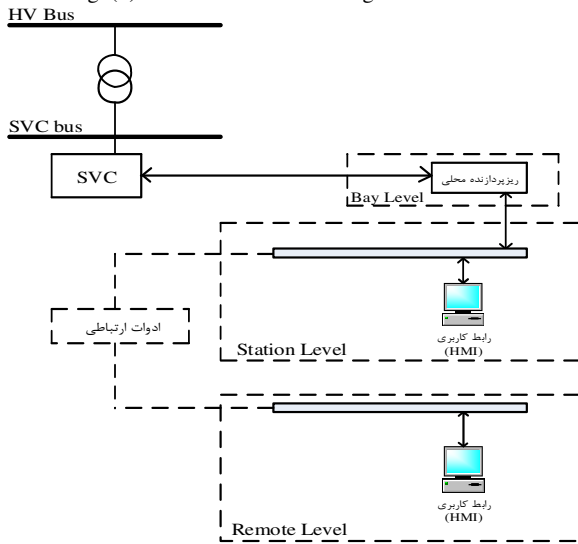 HV Bus
SVC bus
SVC
ریزپردازنده محلی
Bay Level
رابط کاربری
(HMI)
ادوات ارتباطی
Station Level
رابط کاربری
(HMI)
Remote Level